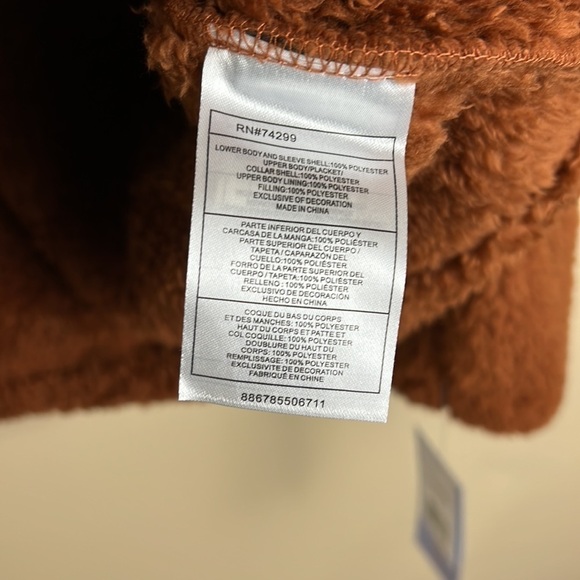 RN#74299
LOWER BODY AND SLEEVE SHELL:100% POLYESTER
UPPER BODY/PLACKET/
COLLAR SHELL:100% POLYESTER
UPPER BODY LINING:100% POLYESTER
FILLING:100% POLYESTER
EXCLUSIVE OF DECORATION
MADE IN CHINA
PARTE INFERIOR DEL CUERPO Y
CARCASA DE LA MANGA:100% POLIÉSTER
PARTE SUPERIOR DEL CUERPO /
TAPETA / CAPARAZÓN DEL
CUELLO:100% POLIÉSTER
FORRO DE LA PARTE SUPERIOR DEL
CUERPO / TAPETA:100% POLIÉSTER
RELLENO : 100% POLIÉSTER
EXCLUSIVO DE DECORACIÓN
HECHO EN CHINA
COQUE DU BAS DU CORPS
ET DES MANCHES: 100% POLYESTER
HAUT DU CORPS ET PATTE ET
COL COQUILLE: 100% POLYESTER
DOUBLURE DU HAUT DU
CORPS: 100% POLYESTER
REMPLISSAGE: 100% POLYESTER
EXCLUSIVITE DE DECORATION
FABRIQUÉ EN CHINE
886785506711